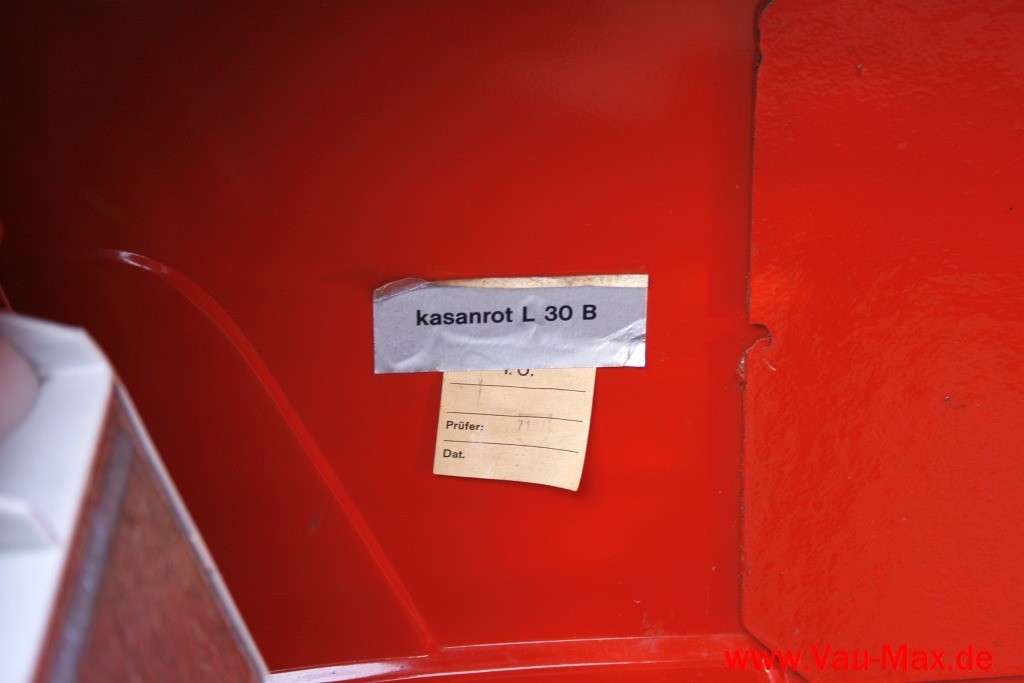 kasanrot L 30 B
Prüfer:
Dat.
www.Vau-Max.de